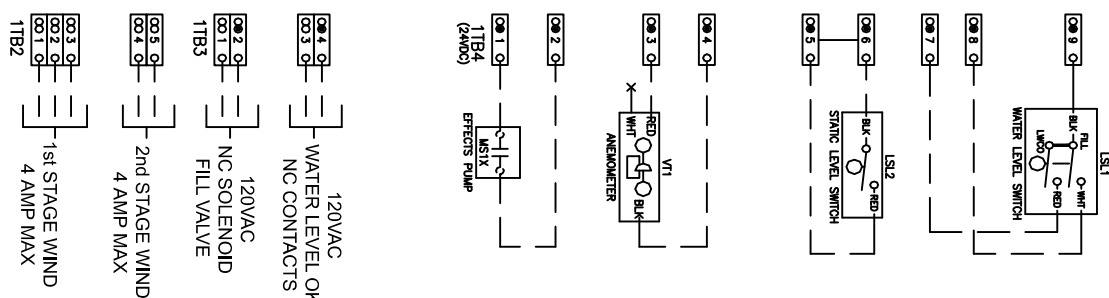 9
LSL1
WHT
FILL
BLK
RED
LWCO
WATER LEVEL SWITCH
8
7
6
LSL2
RED
BLK
STATIC LEVEL SWITCH
5
4
VT1
3
RED
BLK
WHT
ANEMOMETER
2
1
MS1X
EFFECTS PUMP
1TB4
(24VDC)
120VAC
4
WATER LEVEL OK
3
NC CONTACTS
120VAC
2
NC SOLENOID
1
FILL VALVE
1TB3
5
2nd STAGE WIND
4
4 AMP MAX
3
2
1st STAGE WIND
1
4 AMP MAX
1TB2